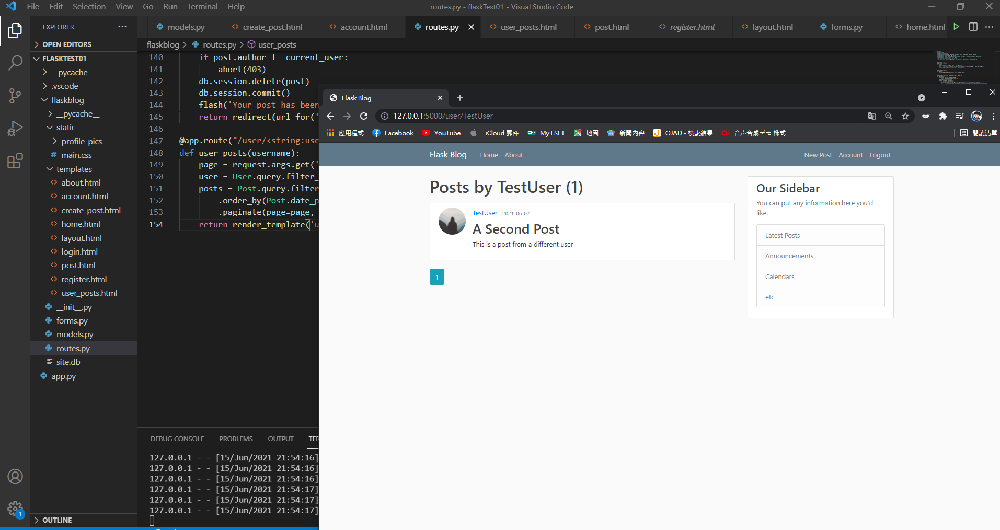 File Edit Selection View Go Run Terminal Help
routes.py - flaskTest01 - Visual Studio Code
EXPLORER
OPEN EDITORS
FLASKTEST01
__pycache__
.vscode
flaskblog
__pycache__
static
profile_pics
# main.css
templates
about.html
account.html
create_post.html
home.html
layout.html
login.html
post.html
register.html
user_posts.html
__init__.py
forms.py
models.py
routes.py
site.db
app.py
OUTLINE
1
models.py create_post.html account.html routes.py user_posts.html post.html register.html layout.html forms.py home.html
flaskblog > routes.py > user_posts
140 if post.author != current_user:
141 abort(403)
142 db.session.delete(post)
143 db.session.commit()
144 flash('Your post has been
145 return redirect(url_for('
146
147 @app.route("/user/<string:use
148 def user_posts(username):
149 page = request.args.get('
150 user = User.query.filter_
151 posts = Post.query.filter
152 .order_by(Post.date_p
153 .paginate(page=page,
154 return render_template('u
DEBUG CONSOLE PROBLEMS OUTPUT TER
127.0.0.1 - - [15/Jun/2021 21:54:16]
127.0.0.1 - - [15/Jun/2021 21:54:16]
127.0.0.1 - - [15/Jun/2021 21:54:16]
127.0.0.1 - - [15/Jun/2021 21:54:17]
127.0.0.1 - - [15/Jun/2021 21:54:17]
127.0.0.1 - - [15/Jun/2021 21:54:17]
Flask Blog
127.0.0.1:5000/user/TestUser
應用程式 Facebook YouTube iCloud 郵件 My.ESET 地圖 新聞內容 OJAD - 検索結果 音声合成デモ 株式... 閱讀清單
Flask Blog Home About New Post Account Logout
Posts by TestUser (1)
TestUser 2021-06-07
A Second Post
This is a post from a different user
1
Our Sidebar
You can put any information here you'd
like.
Latest Posts
Announcements
Calendars
etc